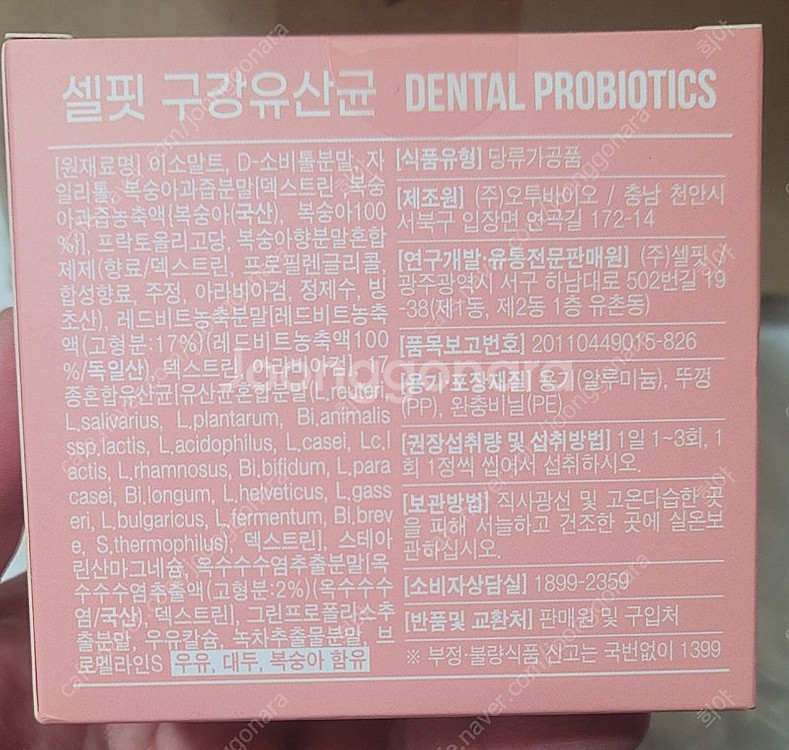 셀핏 구강유산균 DENTAL PROBIOTICS
[원재료명] 이소말트, D-소비톨분말, 자
일리톨, 복숭아과즙분말[덱스트린, 복숭
아과즙농축액{복숭아(국산), 복숭아100
%}], 프락토올리고당, 복숭아향분말혼합
제제(향료/덱스트린, 프로필렌글리콜,
합성향료, 주정, 아라비아검, 정제수, 빙
초산), 레드비트농축분말[레드비트농축
액(고형분:17%)(레드비트농축액100
%/독일산), 덱스트린, 아라비아검], 17
종혼합유산균[유산균혼합분말(L.reuteri
L.salivarius, L.plantarum, Bi.animalis
ssp.lactis, L.acidophilus, L.casei, Lc.l
actis, L.rhamnosus, Bi.bifidum, L.para
casei, Bi.longum, L.helveticus, L.gass
eri, L.bulgaricus, L.fermentum, Bi.brev
e, S.thermophilus), 덱스트린], 스테아
린산마그네슘, 옥수수수염추출분말[옥
수수수염추출액(고형분:2%)(옥수수수
염/국산), 덱스트린], 그린프로폴리스추
출분말, 우유칼슘, 녹차추출물분말, 브
로멜라인S 우유, 대두, 복숭아 함유
[식품유형] 당류가공품
[제조원] (주)오투바이오 / 충남 천안시
서북구 입장면 연곡길 172-14
[연구개발·유통전문판매원] (주)셀핏 /
광주광역시 서구 하남대로 502번길 19
-38(제1동, 제2동 1층 유촌동)
[품목보고번호] 20110449015-826
[용기·포장재질] 용기(알루미늄), 뚜껑
(PP), 완충비닐(PE)
[권장섭취량 및 섭취방법] 1일 1~3회, 1
회 1정씩 씹어서 섭취하시오.
[보관방법] 직사광선 및 고온다습한 곳
을 피해 서늘하고 건조한 곳에 실온보
관하십시오.
[소비자상담실] 1899-2359
[반품및 교환처] 판매원 및 구입처
※ 부정·불량식품 신고는 국번없이 1399
Joonggonara